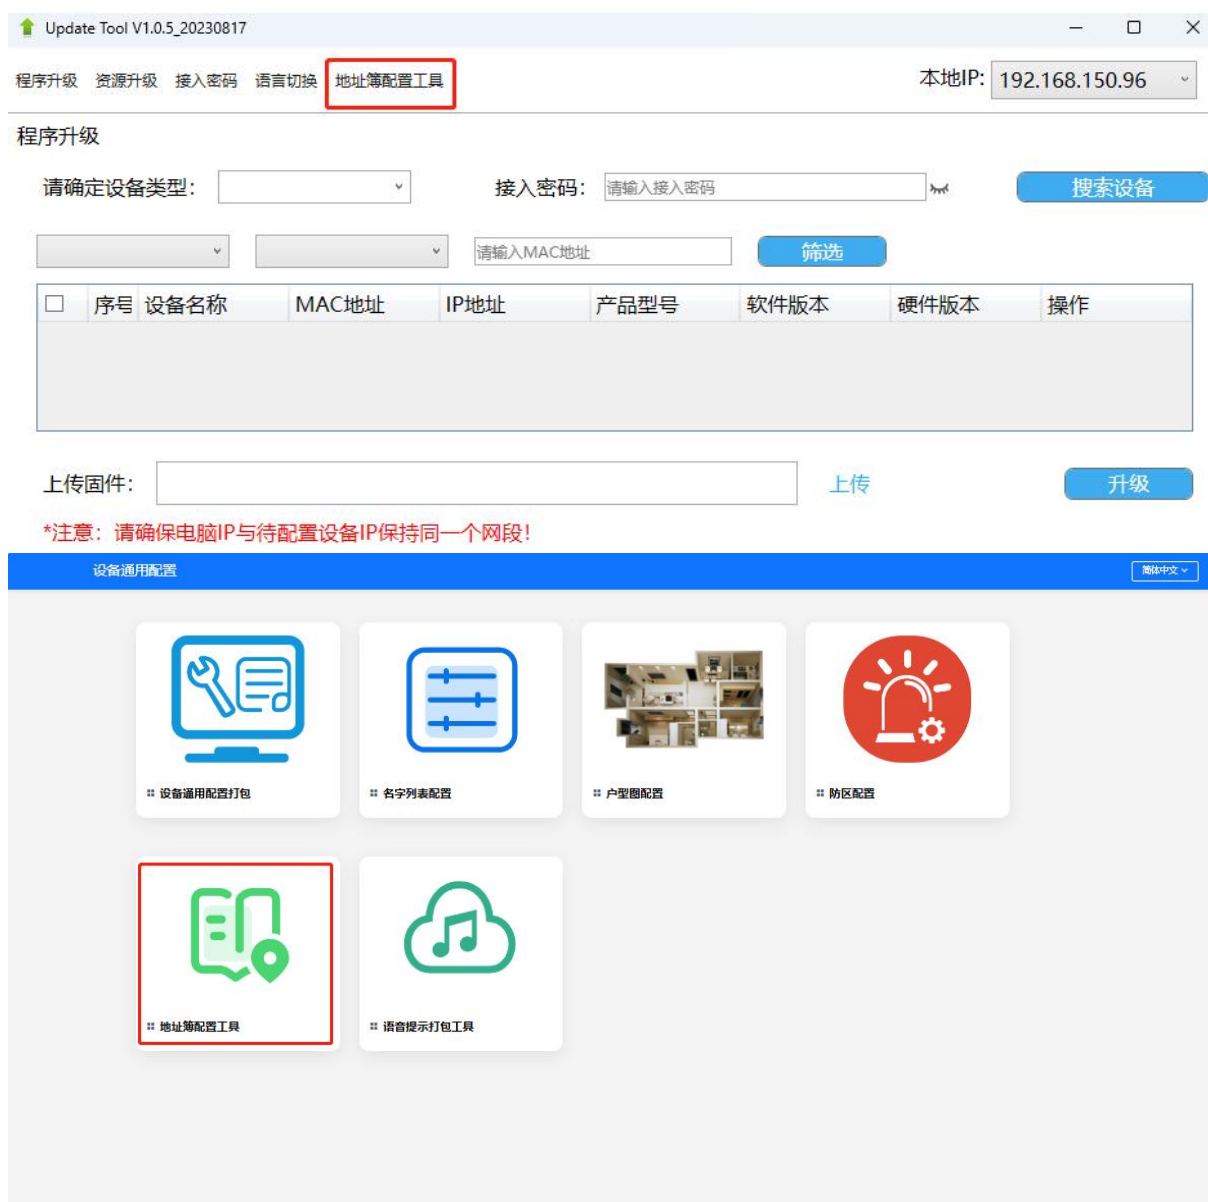 Update Tool V1.0.5_20230817
程序升级 资源升级 接入密码 语言切换 地址簿配置工具 本地IP: 192.168.150.96
程序升级
请确定设备类型: 接入密码: 请输入接入密码 搜索设备
请输入MAC地址 筛选
序号 设备名称 MAC地址 IP地址 产品型号 软件版本 硬件版本 操作
上传固件: 上传 升级
*注意：请确保电脑IP与待配置设备IP保持同一个网段！
设备通用配置 简体中文
设备通用配置打包 名字列表配置 户型图配置 防区配置
地址簿配置工具 语音提示打包工具